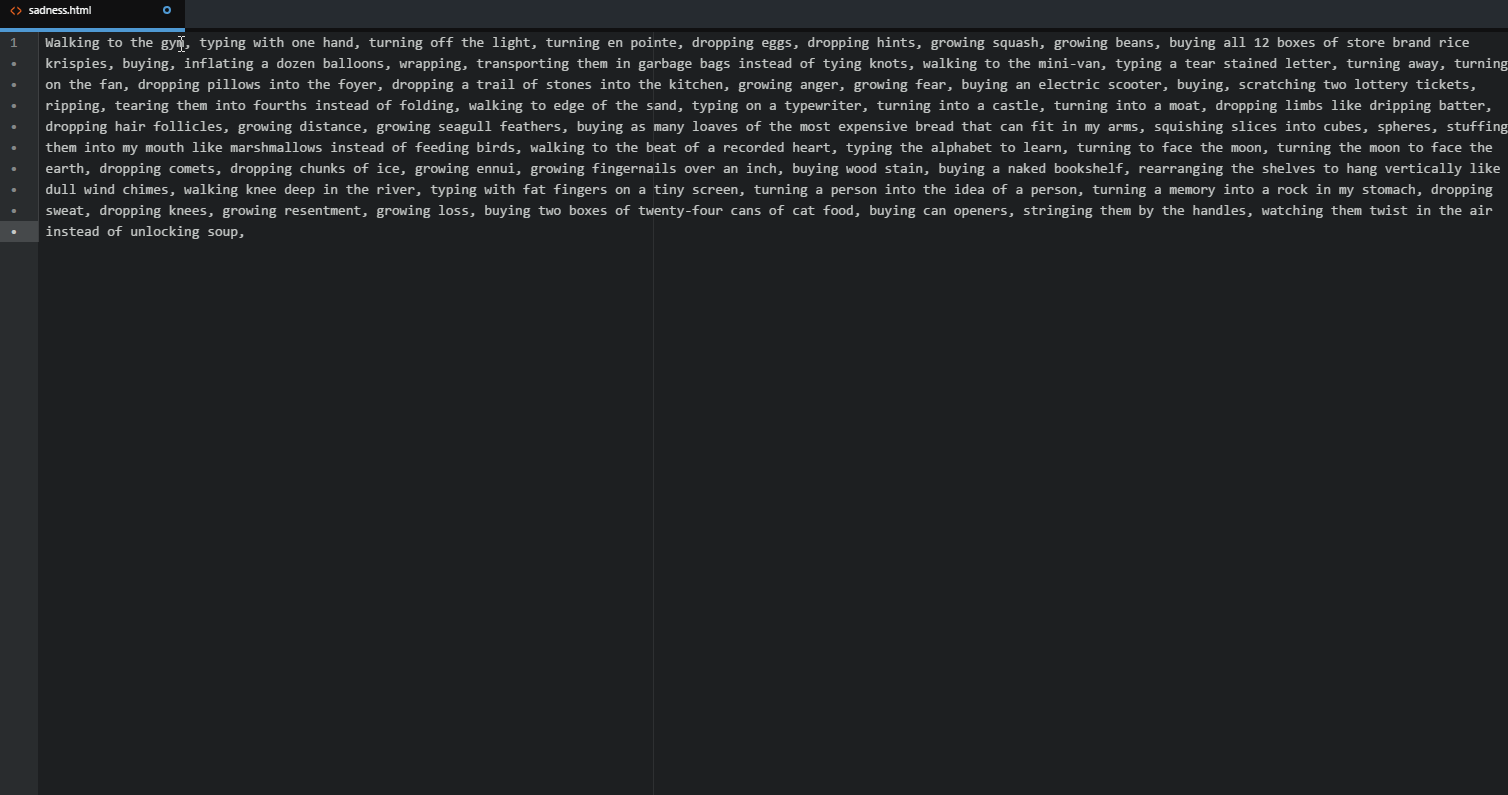 sadness.html
1 Walking to the gym, typing with one hand, turning off the light, turning en pointe, dropping eggs, dropping hints, growing squash, growing beans, buying all 12 boxes of store brand rice
krispies, buying, inflating a dozen balloons, wrapping, transporting them in garbage bags instead of tying knots, walking to the mini-van, typing a tear stained letter, turning away, turning
on the fan, dropping pillows into the foyer, dropping a trail of stones into the kitchen, growing anger, growing fear, buying an electric scooter, buying, scratching two lottery tickets,
ripping, tearing them into fourths instead of folding, walking to edge of the sand, typing on a typewriter, turning into a castle, turning into a moat, dropping limbs like dripping batter,
dropping hair follicles, growing distance, growing seagull feathers, buying as many loaves of the most expensive bread that can fit in my arms, squishing slices into cubes, spheres, stuffing
them into my mouth like marshmallows instead of feeding birds, walking to the beat of a recorded heart, typing the alphabet to learn, turning to face the moon, turning the moon to face the
earth, dropping comets, dropping chunks of ice, growing ennui, growing fingernails over an inch, buying wood stain, buying a naked bookshelf, rearranging the shelves to hang vertically like
dull wind chimes, walking knee deep in the river, typing with fat fingers on a tiny screen, turning a person into the idea of a person, turning a memory into a rock in my stomach, dropping
sweat, dropping knees, growing resentment, growing loss, buying two boxes of twenty-four cans of cat food, buying can openers, stringing them by the handles, watching them twist in the air
instead of unlocking soup,